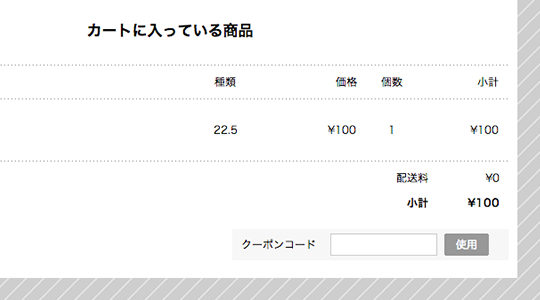 カートに入っている商品
種類 価格 個数 小計
22.5 ¥100 1 ¥100
配送料 ¥0
小計 ¥100
クーポンコード 使用